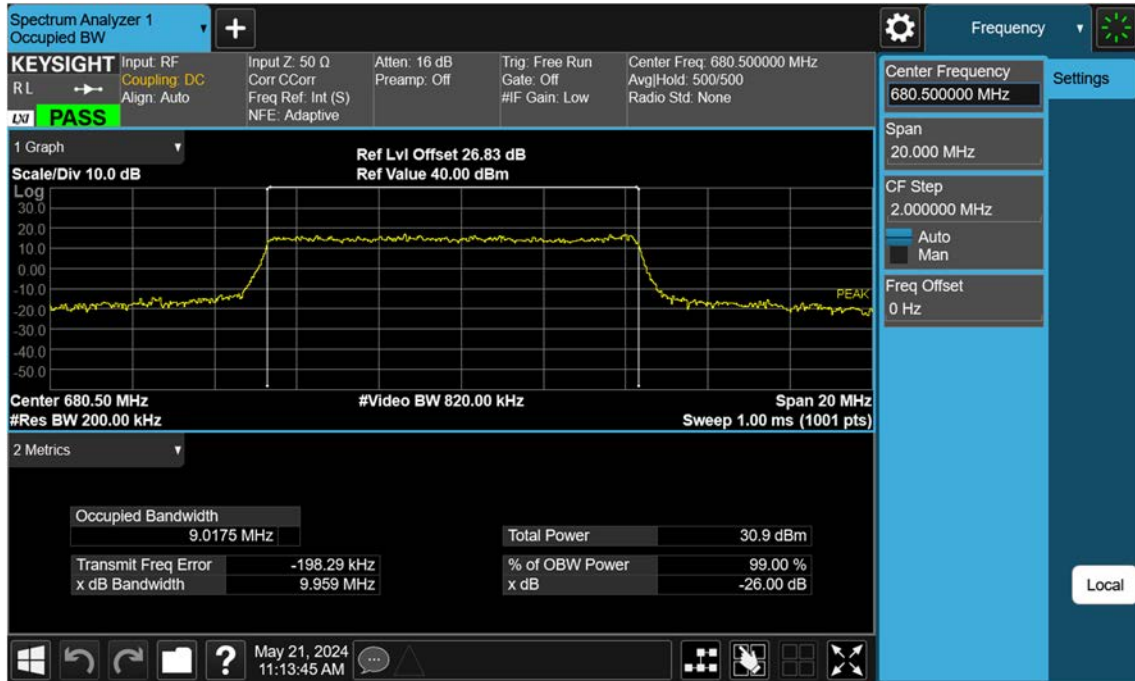 Spectrum Analyzer 1
Occupied BW
+
Frequency
KEYSIGHT
R L
LXI PASS
Input: RF
Coupling: DC
Align: Auto
Input Z: 50 Ω
Corr CCorr
Freq Ref: Int (S)
NFE: Adaptive
Atten: 16 dB
Preamp: Off
Trig: Free Run
Gate: Off
#IF Gain: Low
Center Freq: 680.500000 MHz
Avg|Hold: 500/500
Radio Std: None
Center Frequency
680.500000 MHz
Settings
Span
20.000 MHz
CF Step
2.000000 MHz
Auto
Man
Freq Offset
0 Hz
Local
1 Graph
Scale/Div 10.0 dB
Ref Lvl Offset 26.83 dB
Ref Value 40.00 dBm
Log
30.0
20.0
10.0
0.00
-10.0
-20.0
-30.0
-40.0
-50.0
PEAK
Center 680.50 MHz
#Video BW 820.00 kHz
Span 20 MHz
#Res BW 200.00 kHz
Sweep 1.00 ms (1001 pts)
2 Metrics
Occupied Bandwidth
9.0175 MHz
Total Power 30.9 dBm
Transmit Freq Error -198.29 kHz
% of OBW Power 99.00 %
x dB Bandwidth 9.959 MHz
x dB -26.00 dB
?
May 21, 2024
11:13:45 AM